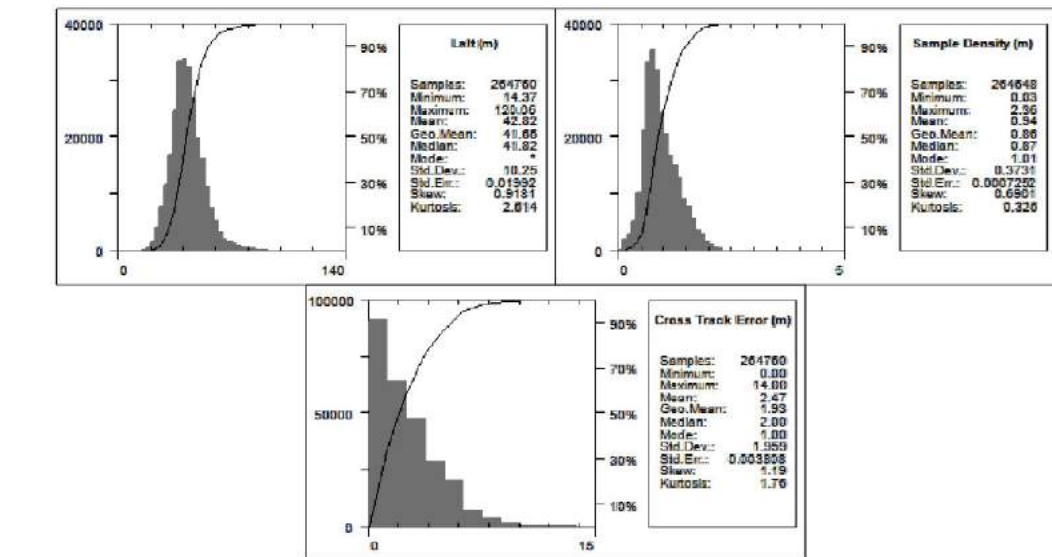 40000
20000
0
90%
70%
50%
30%
10%
0
140
Lalt (m)
Samples: 264760
Minimum: 14.37
Maximum: 120.06
Mean: 42.82
Geo.Mean: 41.66
Median: 41.82
Mode: *
Std.Dev.: 10.25
Std.Err.: 0.01992
Skew: 0.9181
Kurtosis: 2.614
40000
20000
0
90%
70%
50%
30%
10%
0
5
Sample Density (m)
Samples: 264648
Minimum: 0.03
Maximum: 2.36
Mean: 0.94
Geo.Mean: 0.86
Median: 0.87
Mode: 1.01
Std.Dev.: 0.3731
Std.Err.: 0.0007252
Skew: 0.6901
Kurtosis: 0.326
100000
50000
0
90%
70%
50%
30%
10%
0
15
Cross Track Error (m)
Samples: 264760
Minimum: 0.00
Maximum: 14.00
Mean: 2.47
Geo.Mean: 1.93
Median: 2.00
Mode: 1.00
Std.Dev.: 1.959
Std.Err.: 0.003808
Skew: 1.19
Kurtosis: 1.76